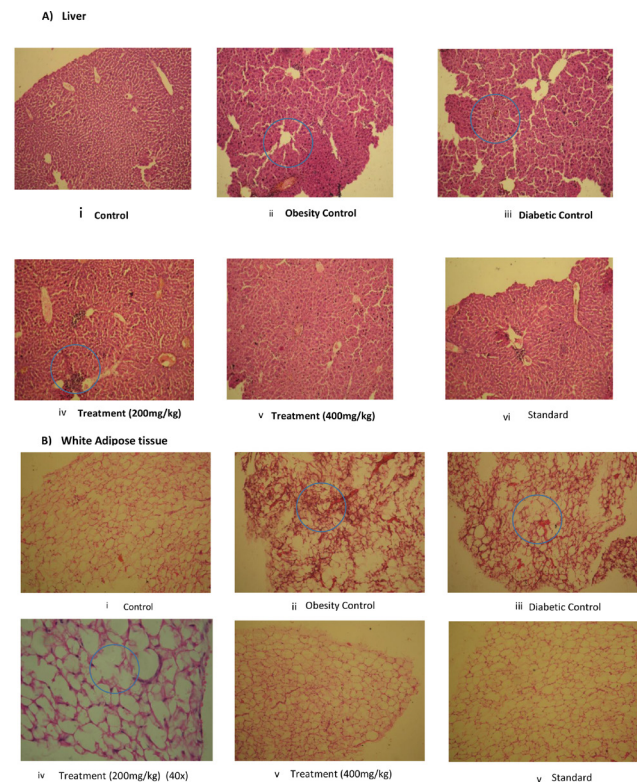 A) Liver
i Control
ii Obesity Control
iii Diabetic Control
iv Treatment (200mg/kg)
v Treatment (400mg/kg)
vi Standard
B) White Adipose tissue
i Control
ii Obesity Control
iii Diabetic Control
iv Treatment (200mg/kg) (40x)
v Treatment (400mg/kg)
v Standard